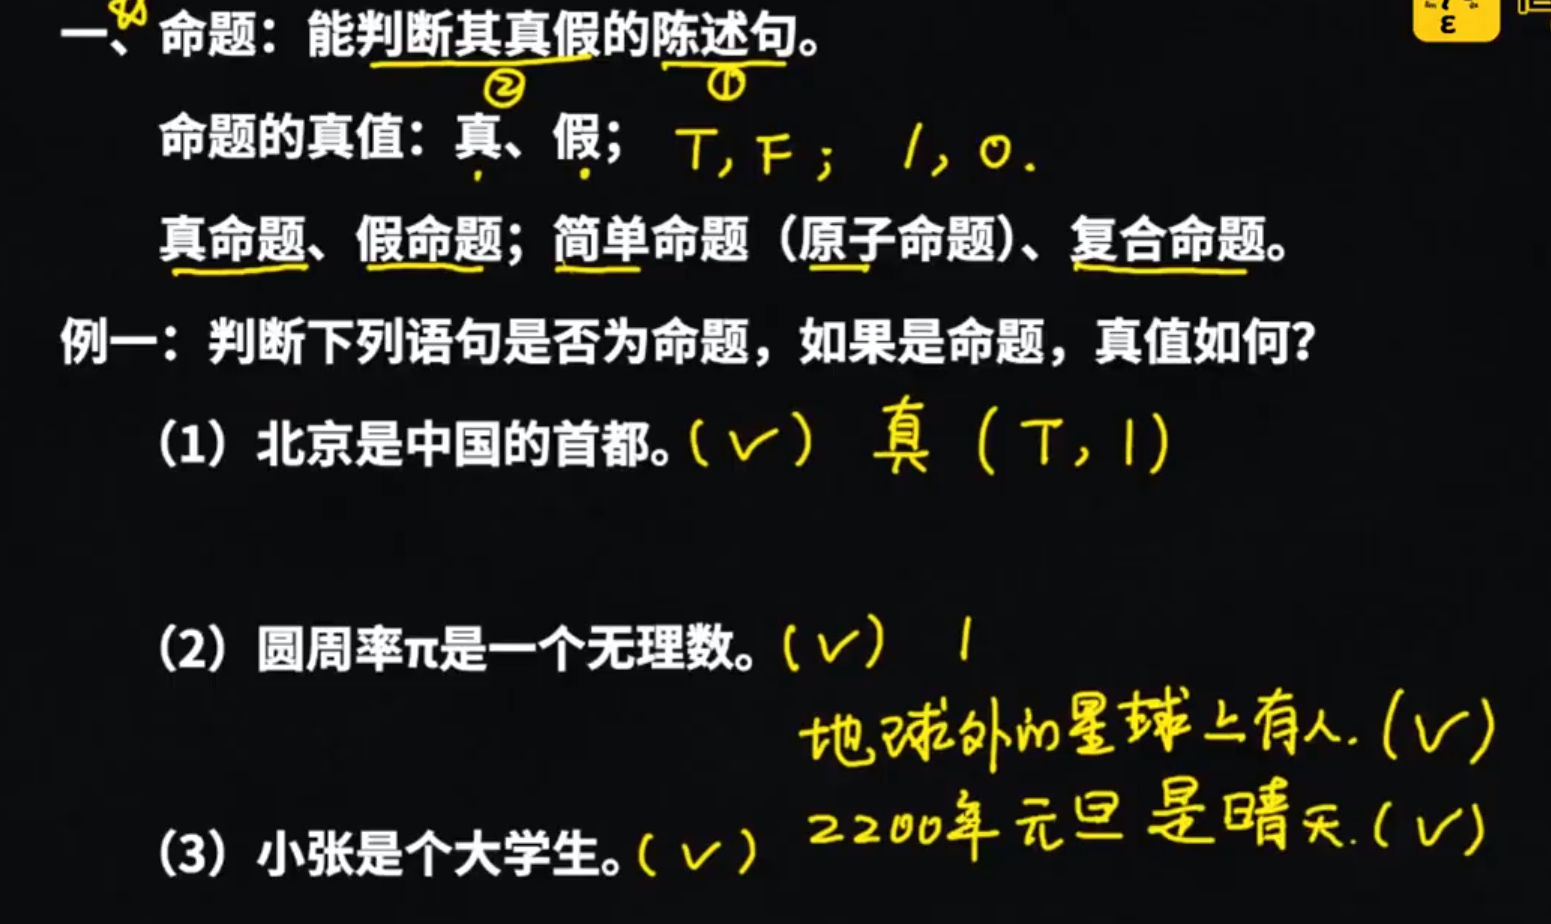 一、命题：能判断其真假的陈述句。
② ①
命题的真值：真、假； T, F； 1, 0.
真命题、假命题；简单命题（原子命题）、复合命题。
例一：判断下列语句是否为命题，如果是命题，真值如何？
（1）北京是中国的首都。(√) 真 (T, 1)
（2）圆周率π是一个无理数。(√) 1
地球外的星球上有人. (√)
2200年元旦是晴天. (√)
（3）小张是个大学生。(√)